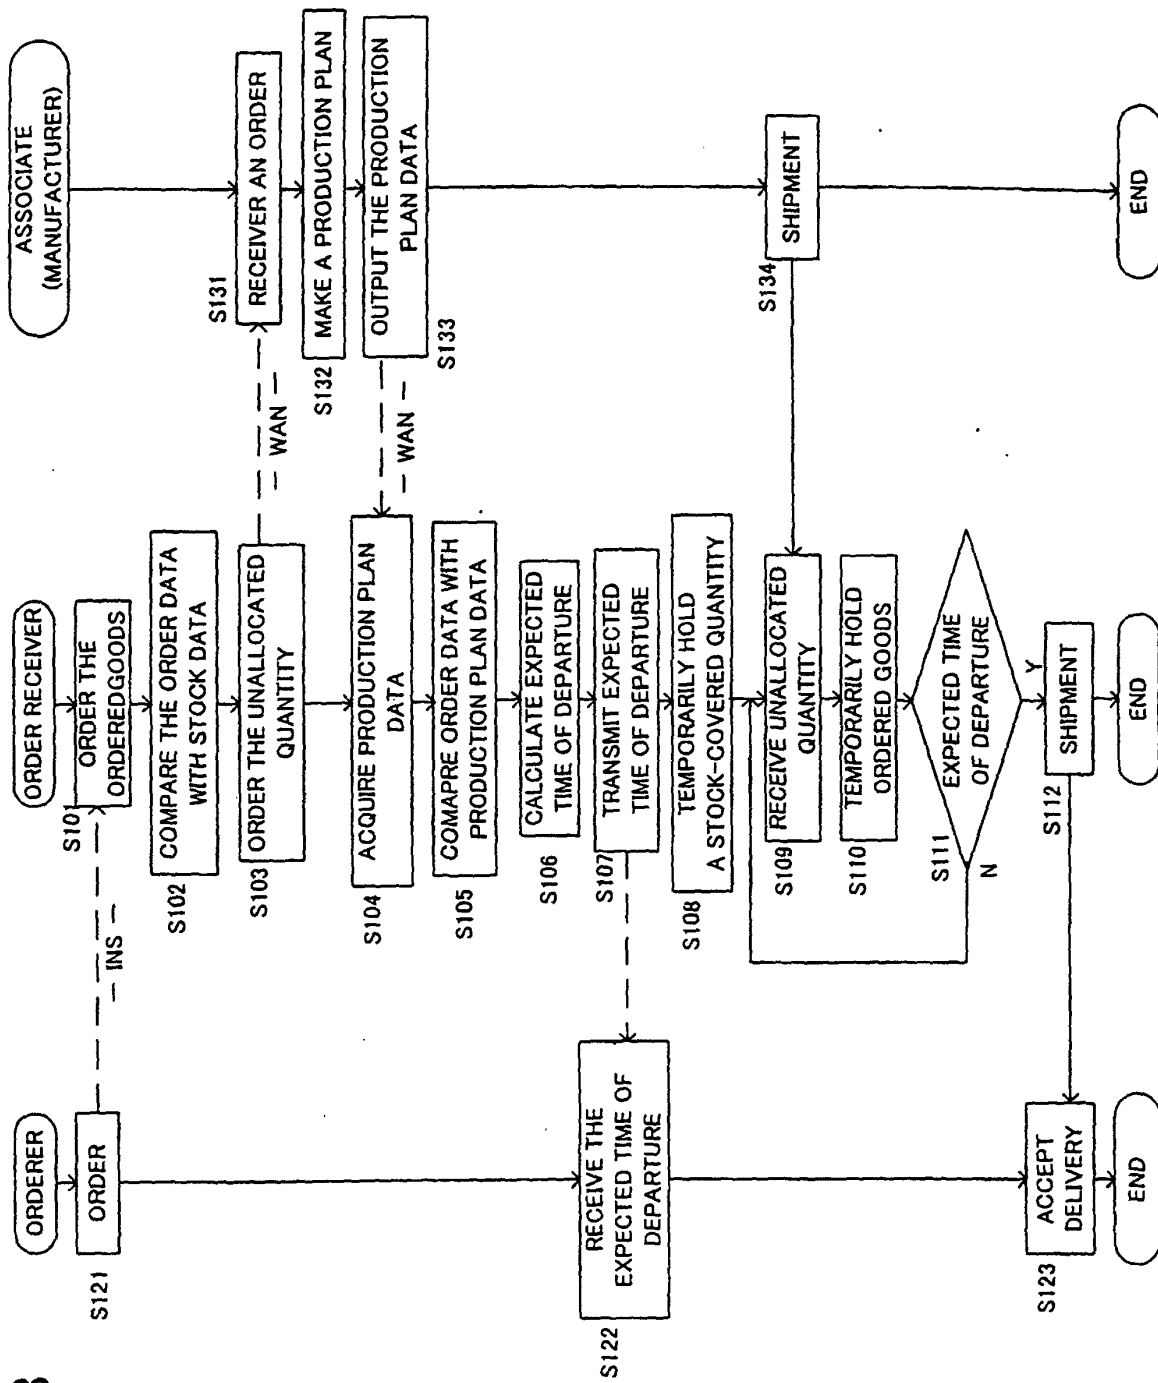 ORDERER
S121
ORDER
— INS —
S122
RECEIVE THE
EXPECTED TIME OF
DEPARTURE
S123
ACCEPT
DELIVERY
END
ORDER RECEIVER
S101
ORDER THE
ORDEREDGOODS
S102
COMPARE THE ORDER DATA
WITH STOCK DATA
S103
ORDER THE UNALLOCATED
QUANTITY
— WAN —
S104
ACQUIRE PRODUCTION PLAN
DATA
— WAN —
S105
COMAPRE ORDER DATA WITH
PRODUCTION PLAN DATA
S106
CALCULATE EXPECTED
TIME OF DEPARTURE
S107
TRANSMIT EXPECTED
TIME OF DEPARTURE
S108
TEMPORARILY HOLD
A STOCK-COVERED QUANTITY
S109
RECEIVE UNALLOCATED
QUANTITY
S110
TEMPORARILY HOLD
ORDERED GOODS
S111
EXPECTED TIME
OF DEPARTURE
N
Y
S112
SHIPMENT
END
ASSOCIATE
(MANUFACTURER)
S131
RECEIVER AN ORDER
S132
MAKE A PRODUCTION PLAN
S133
OUTPUT THE PRODUCTION
PLAN DATA
S134
SHIPMENT
END